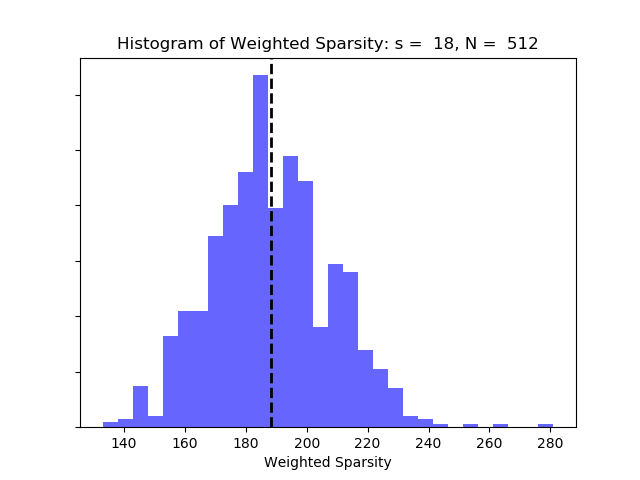 Histogram of Weighted Sparsity: s =  18, N =  512
140 160 180 200 220 240 260 280
Weighted Sparsity